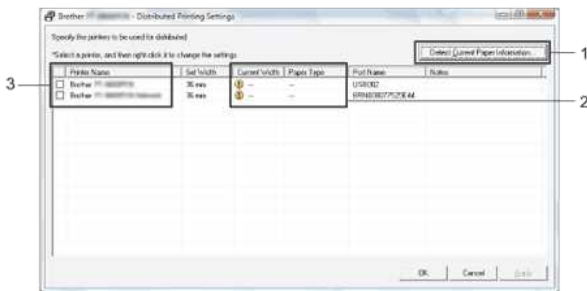 Brother - Distributed Printing Settings
Specify the printers to be used for distributed
*Select a printer, and then right-click it to change the settings.
Detect Current Paper Information...
1
Printer Name Set Width Current Width Paper Type Port Name Notes
3
Brother 36 mm -- -- USB002
Brother 36 mm -- --
2
OK Cancel Apply